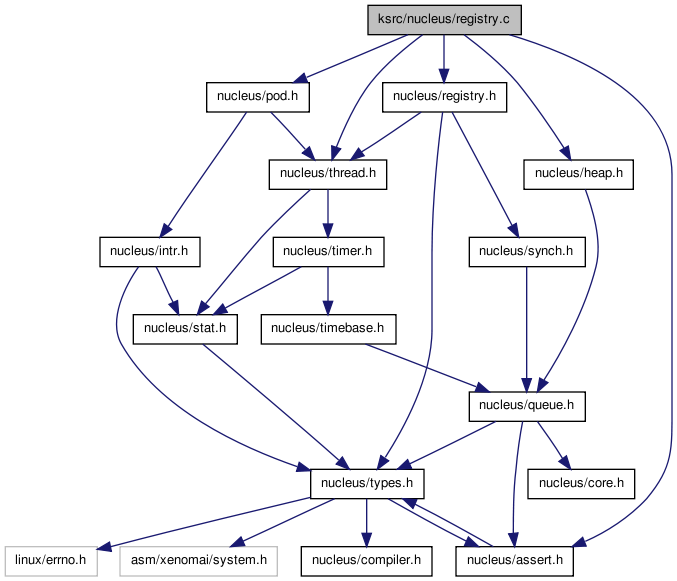 ksrc/nucleus/registry.c
nucleus/pod.h
nucleus/registry.h
nucleus/thread.h
nucleus/heap.h
nucleus/intr.h
nucleus/timer.h
nucleus/synch.h
nucleus/stat.h
nucleus/timebase.h
nucleus/queue.h
nucleus/types.h
nucleus/core.h
linux/errno.h
asm/xenomai/system.h
nucleus/compiler.h
nucleus/assert.h